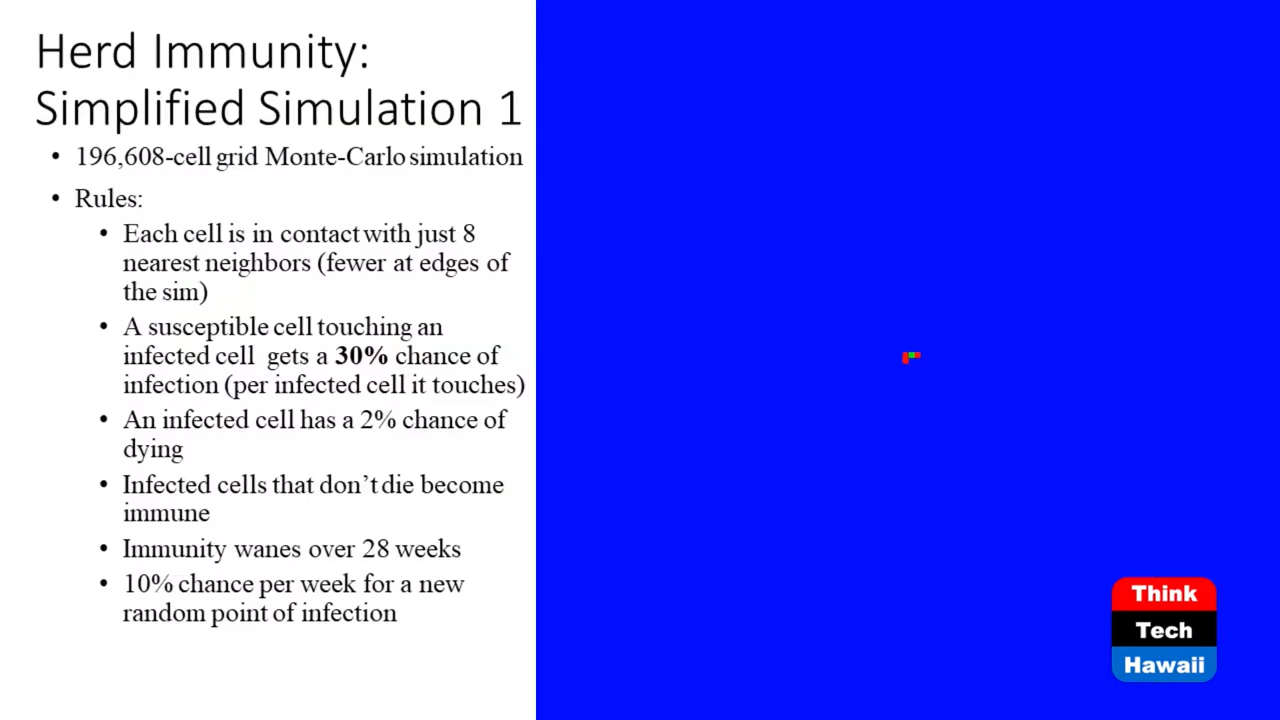 Herd Immunity:
Simplified Simulation 1
• 196,608-cell grid Monte-Carlo simulation
• Rules:
• Each cell is in contact with just 8
nearest neighbors (fewer at edges of
the sim)
• A susceptible cell touching an
infected cell gets a 30% chance of
infection (per infected cell it touches)
• An infected cell has a 2% chance of
dying
• Infected cells that don't die become
immune
• Immunity wanes over 28 weeks
• 10% chance per week for a new
random point of infection
Think
Tech
Hawaii